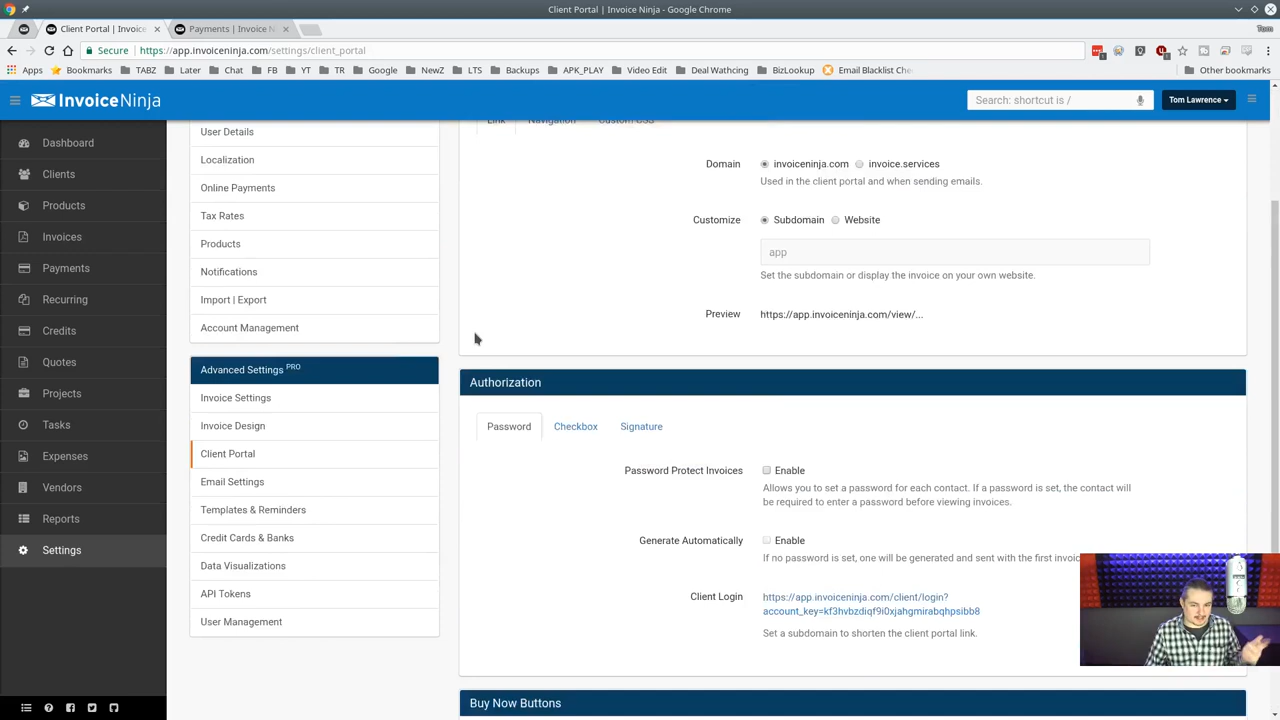 Client Portal | Invoice Ninja - Google Chrome
Client Portal | Invoice
Payments | Invoice N
Tom
Secure
https://app.invoiceninja.com/settings/client_portal
Apps
Bookmarks
TABZ
Later
Chat
FB
YT
TR
Google
NewZ
LTS
Backups
APK_PLAY
Video Edit
Deal Wathcing
BizLookup
Email Blacklist Che
Other bookmarks
InvoiceNinja
Search: shortcut is /
Tom Lawrence
Dashboard
Clients
Products
Invoices
Payments
Recurring
Credits
Quotes
Projects
Tasks
Expenses
Vendors
Reports
Settings
User Details
Localization
Online Payments
Tax Rates
Products
Notifications
Import | Export
Account Management
Advanced Settings PRO
Invoice Settings
Invoice Design
Client Portal
Email Settings
Templates & Reminders
Credit Cards & Banks
Data Visualizations
API Tokens
User Management
Link
Navigation
Custom CSS
Domain
invoiceninja.com
invoice.services
Used in the client portal and when sending emails.
Customize
Subdomain
Website
app
Set the subdomain or display the invoice on your own website.
Preview
https://app.invoiceninja.com/view/...
Authorization
Password
Checkbox
Signature
Password Protect Invoices
Enable
Allows you to set a password for each contact. If a password is set, the contact will
be required to enter a password before viewing invoices.
Generate Automatically
Enable
If no password is set, one will be generated and sent with the first invoic
Client Login
https://app.invoiceninja.com/client/login?
account_key=kf3hvbzdiqf9i0xjahgmirabqhpsibb8
Set a subdomain to shorten the client portal link.
Buy Now Buttons